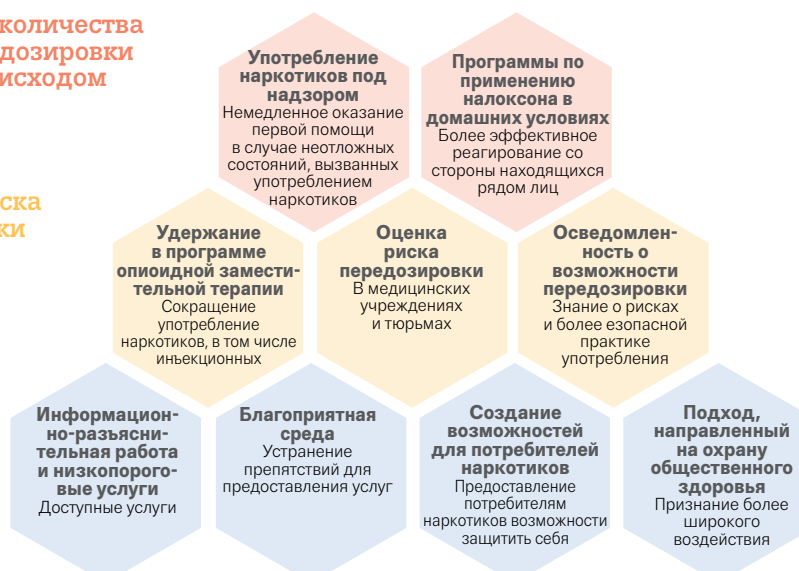 количества
дозировки
исходом
Употребление
наркотиков под
надзором
Немедленное оказание
первой помощи
в случае неотложных
состояний, вызванных
употреблением
наркотиков
Программы по
применению
налоксона в
домашних условиях
Более эффективное
реагирование со
стороны находящихся
рядом лиц
ска
ки
Удержание
в программе
опиоидной замести-
тельной терапии
Сокращение
употребление
наркотиков, в том числе
инъекционных
Оценка
риска
передозировки
В медицинских
учреждениях
и тюрьмах
Осведомлен-
ность о
возможности
передозировки
Знание о рисках
и более езопасной
практике
употребления
Информацион-
но-разъясни-
тельная работа
и низкопорого-
вые услуги
Доступные услуги
Благоприятная
среда
Устранение
препятствий для
предоставления услуг
Создание
возможностей
для потребителей
наркотиков
Предоставление
потребителям
наркотиков возможности
защитить себя
Подход,
направленный
на охрану
общественного
здоровья
Признание более
широкого
воздействия